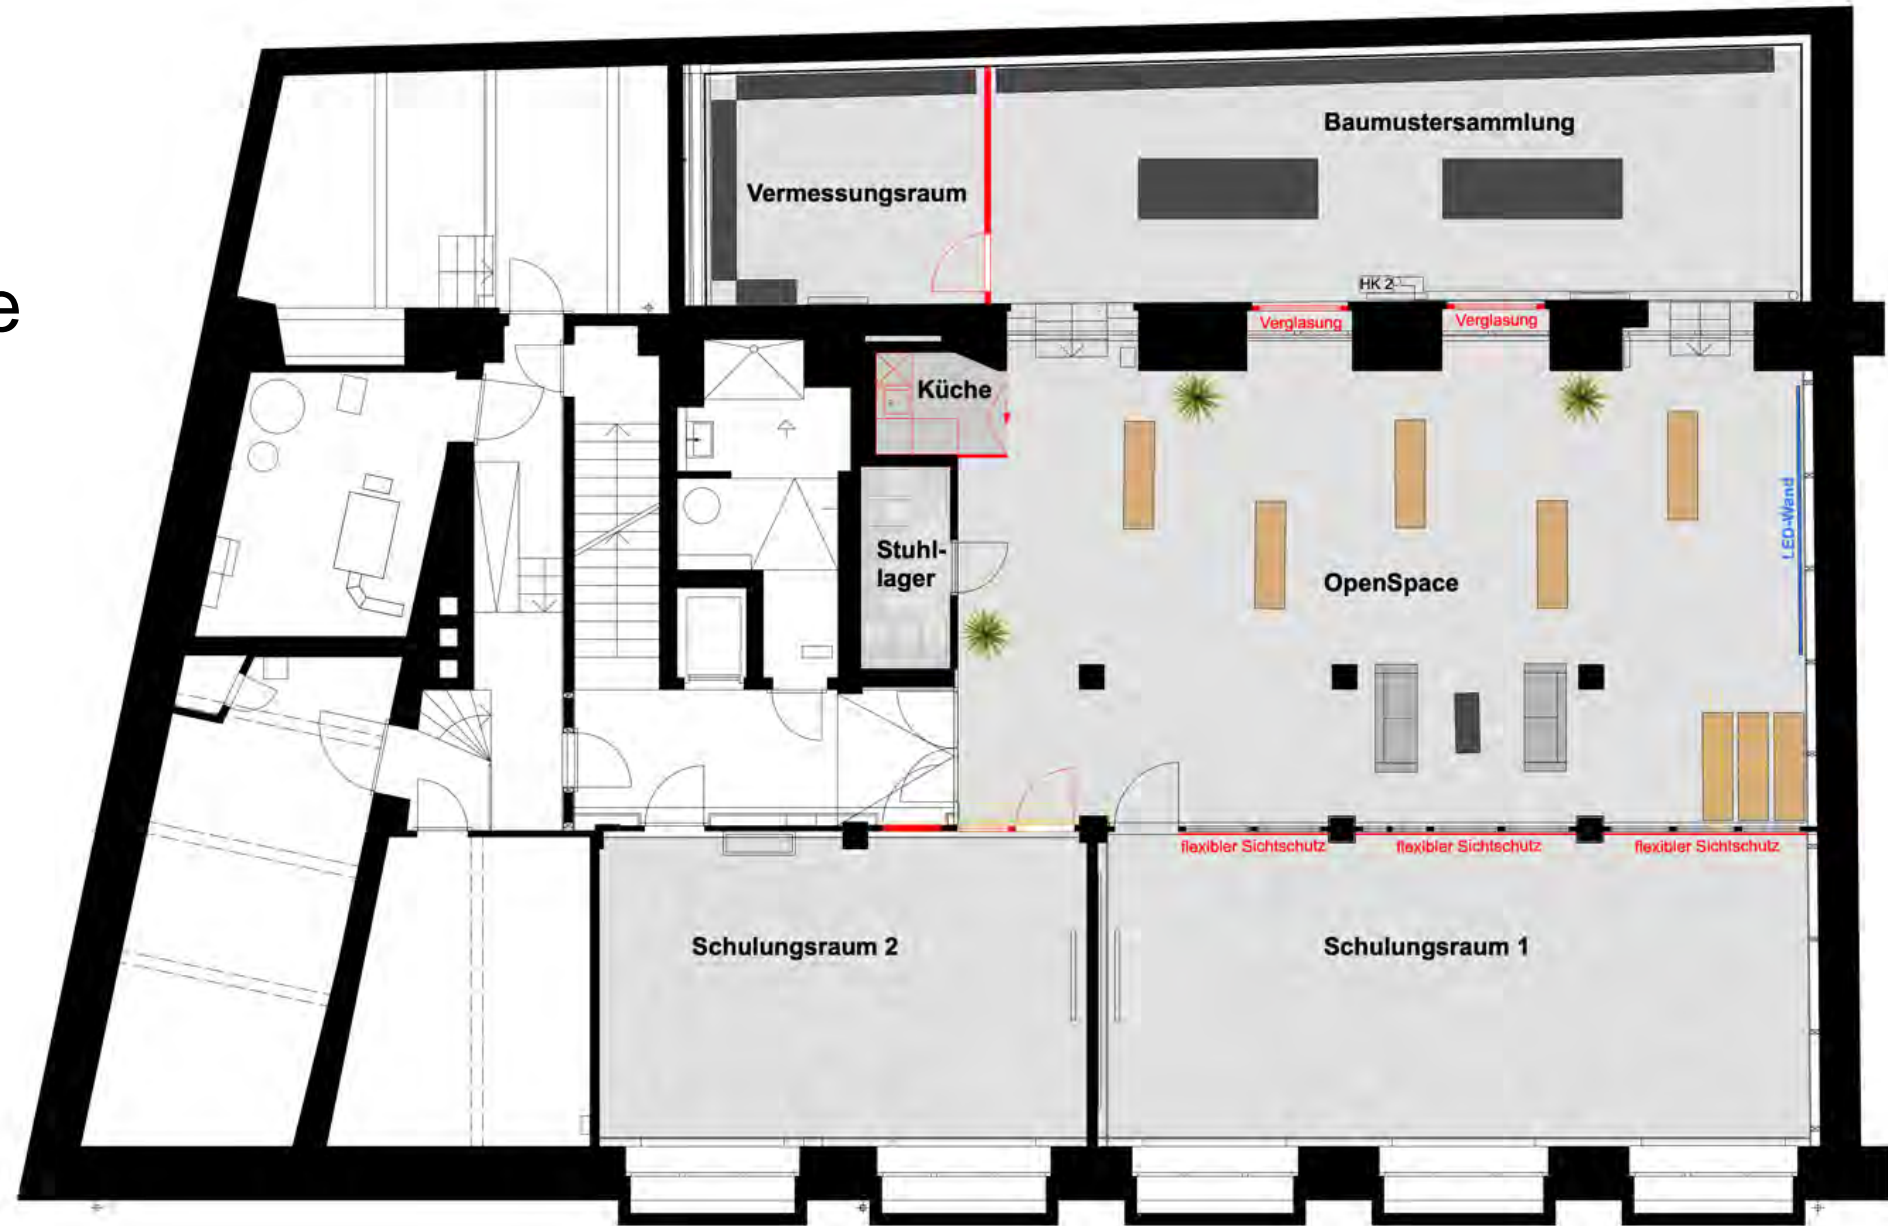 e
Baumustersammlung
Vermessungsraum
HK 2
Verglasung
Verglasung
Küche
LED-Wand
Stuhl-
lager
OpenSpace
flexibler Sichtschutz
flexibler Sichtschutz
flexibler Sichtschutz
Schulungsraum 2
Schulungsraum 1